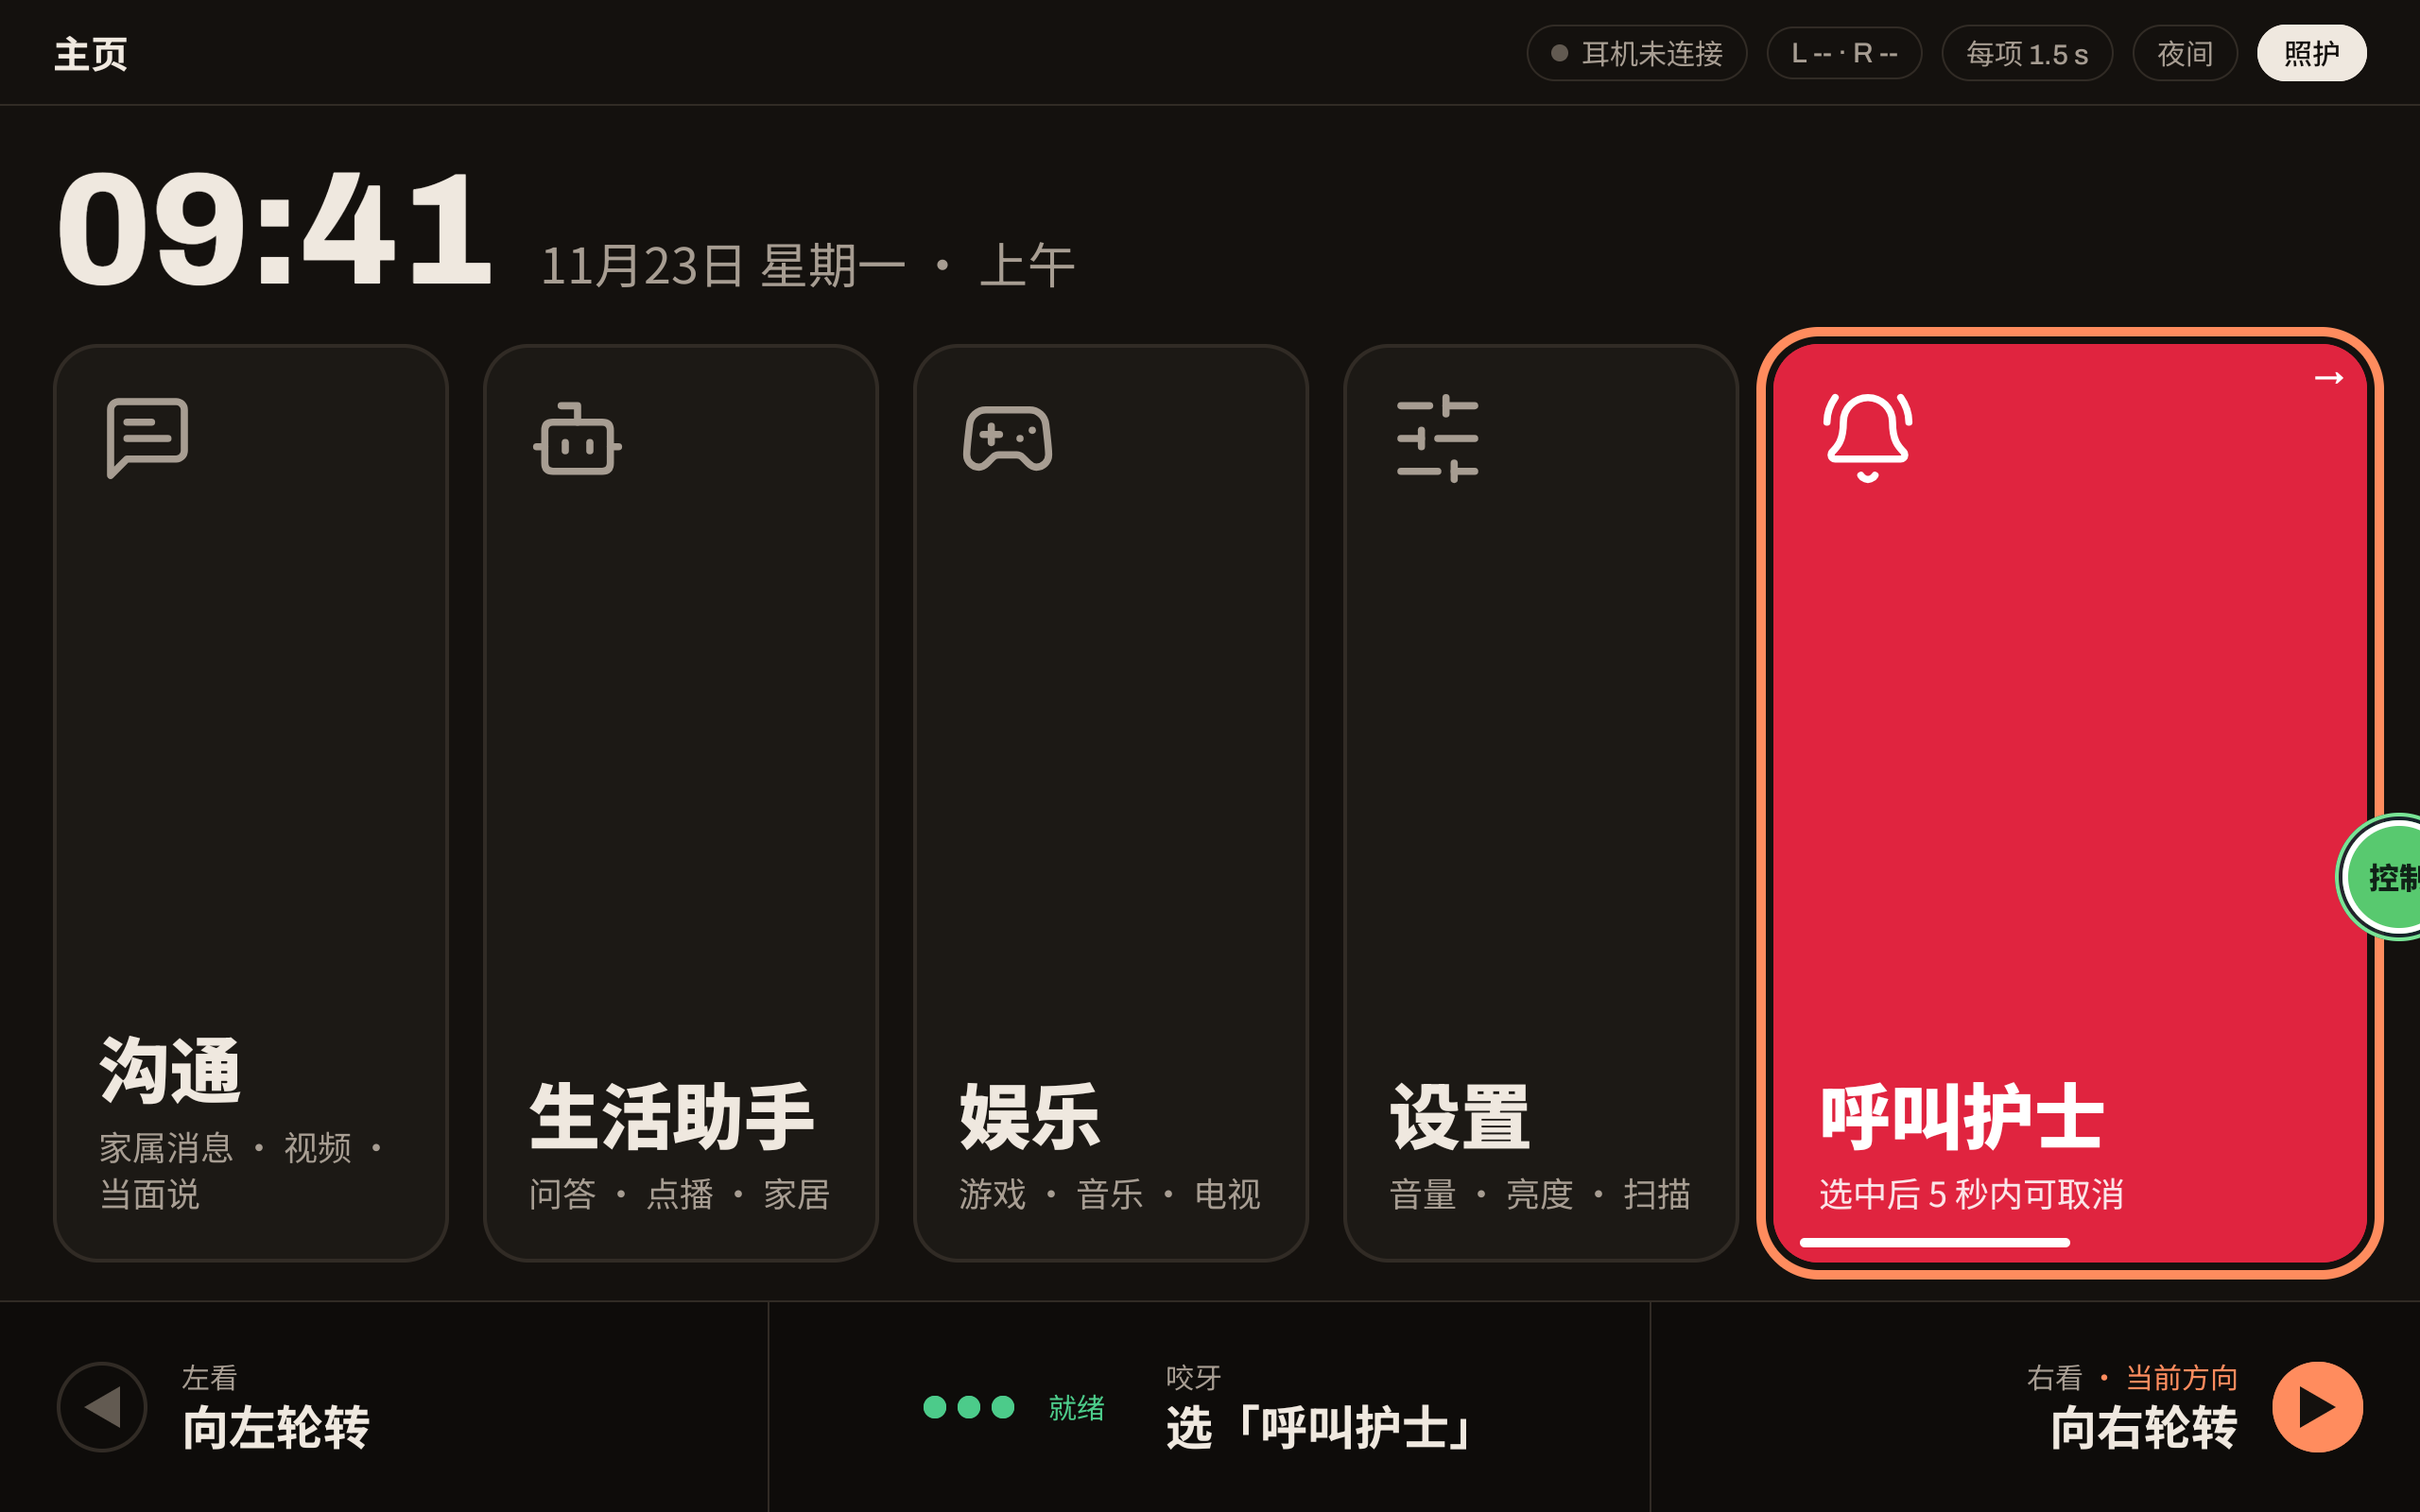 主页
耳机未连接
L -- · R --
每项 1.5 s
夜间
照护
09:41
11月23日 星期一 · 上午
→
沟通
家属消息 · 视频 ·
当面说
生活助手
问答 · 点播 · 家居
娱乐
游戏 · 音乐 · 电视
设置
音量 · 亮度 · 扫描
呼叫护士
选中后 5 秒内可取消
控制
左看
向左轮转
就绪
咬牙
选「呼叫护士」
右看 · 当前方向
向右轮转